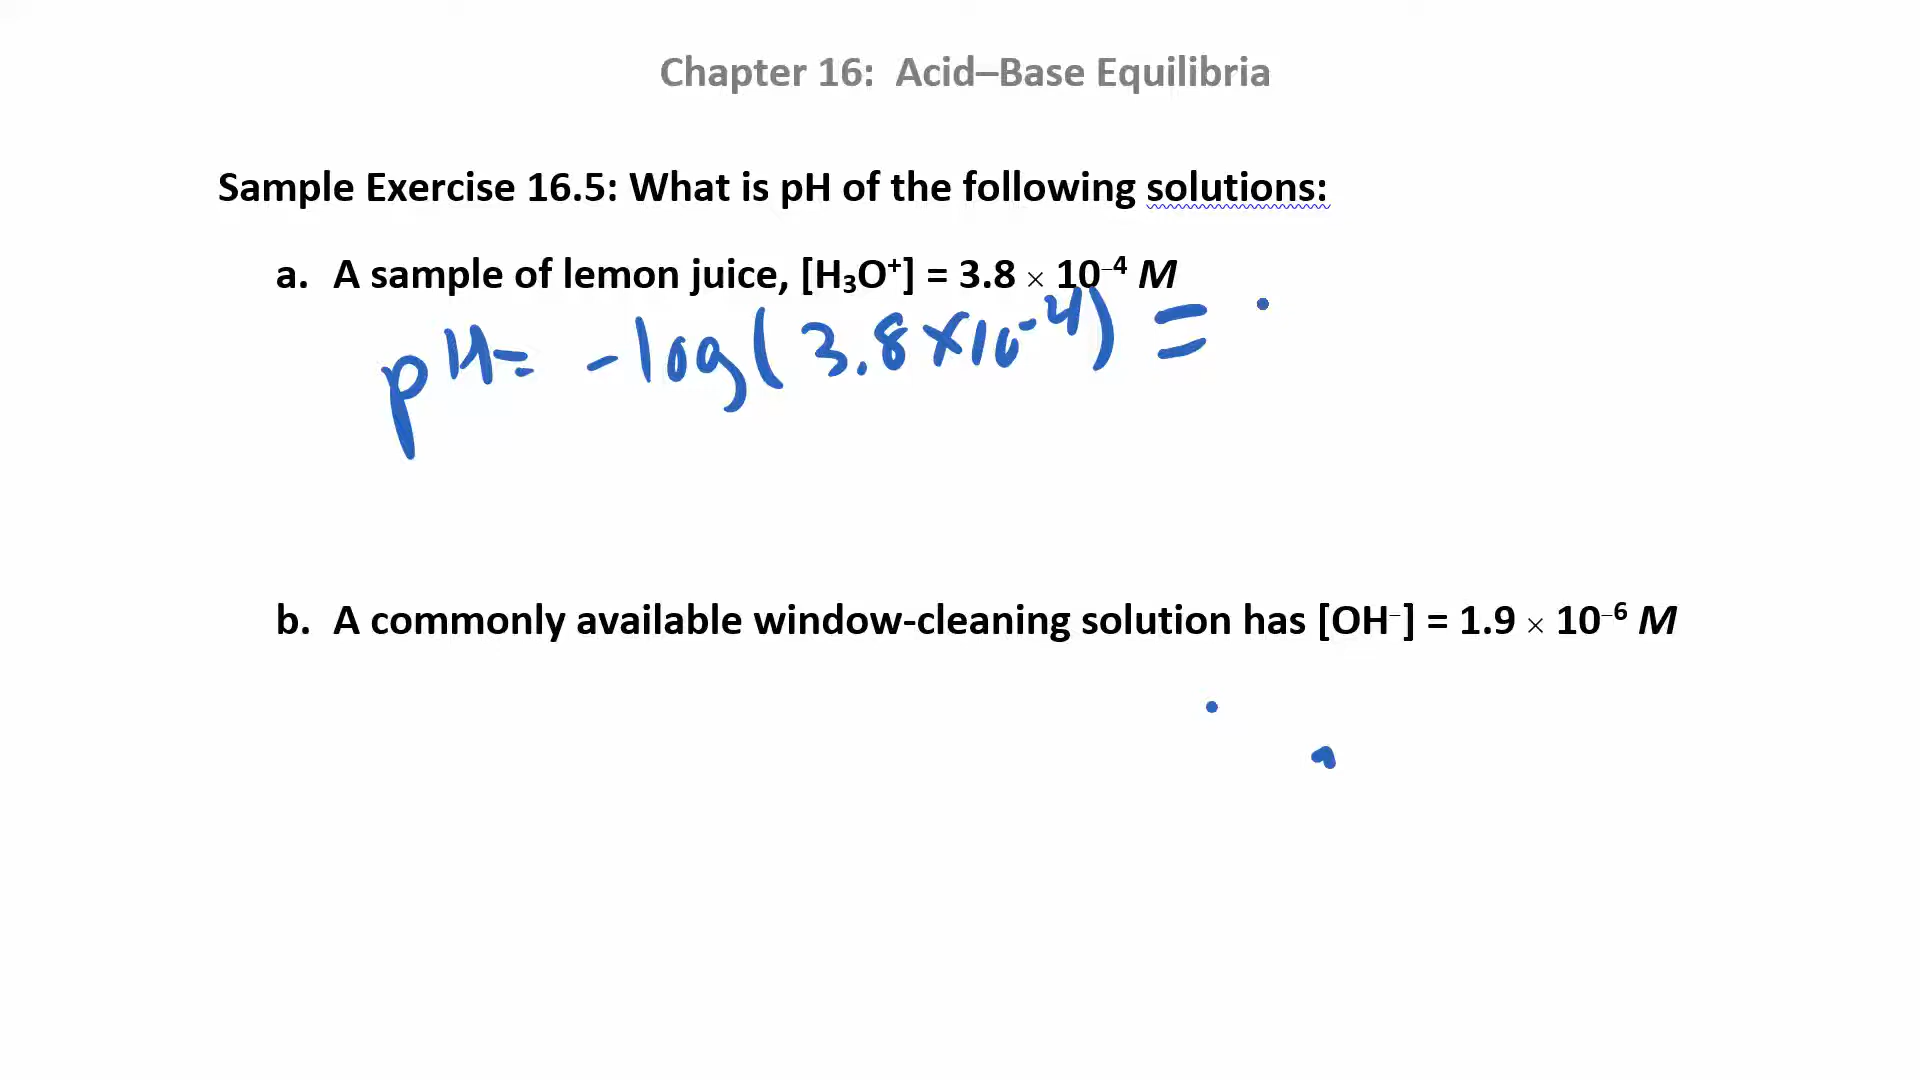 Chapter 16: Acid–Base Equilibria
Sample Exercise 16.5: What is pH of the following solutions:
a. A sample of lemon juice, [H₃O⁺] = 3.8 × 10⁻⁴ M
pH = -log(3.8×10⁻⁴) =
b. A commonly available window-cleaning solution has [OH⁻] = 1.9 × 10⁻⁶ M